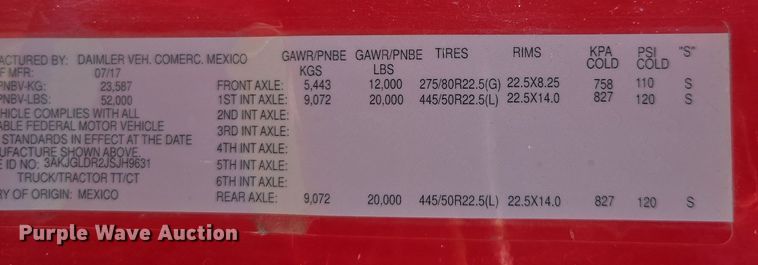 ACTURED BY: DAIMLER VEH. COMERC. MEXICO GAWR/PNBE GAWR/PNBE TIRES RIMS KPA PSI "S"
F MFR: 07/17 KGS LBS COLD COLD
PNBV-KG: 23,587 FRONT AXLE: 5,443 12,000 275/80R22.5(G) 22.5X8.25 758 110 S
PNBV-LBS: 52,000 1ST INT AXLE: 9,072 20,000 445/50R22.5(L) 22.5X14.0 827 120 S
EHICLE COMPLIES WITH ALL 2ND INT AXLE:
ABLE FEDERAL MOTOR VEHICLE 3RD INT AXLE:
STANDARDS IN EFFECT AT THE DATE 4TH INT AXLE:
UFACTURE SHOWN ABOVE. 5TH INT AXLE:
E ID NO: 3AKJGLDR2JSJH9631
TRUCK/TRACTOR TT/CT 6TH INT AXLE:
RY OF ORIGIN: MEXICO REAR AXLE: 9,072 20,000 445/50R22.5(L) 22.5X14.0 827 120 S
Purple Wave Auction